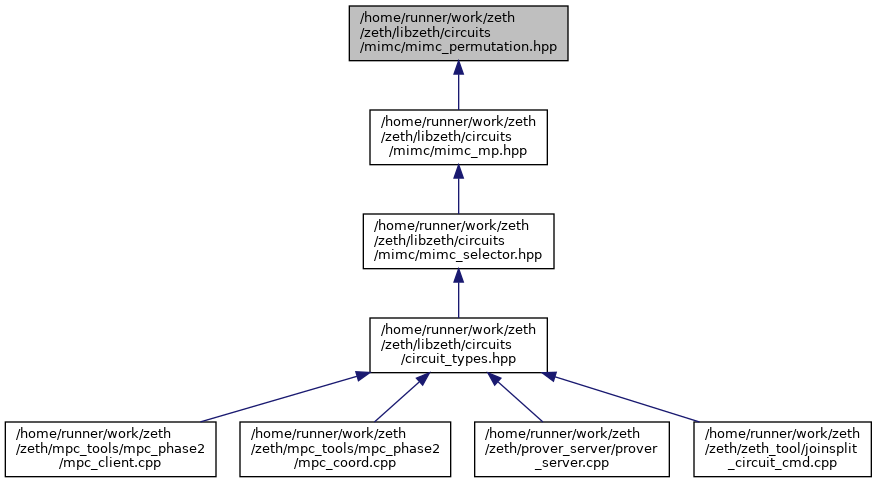 /home/runner/work/zeth
/zeth/libzeth/circuits
/mimc/mimc_permutation.hpp
/home/runner/work/zeth
/zeth/libzeth/circuits
/mimc/mimc_mp.hpp
/home/runner/work/zeth
/zeth/libzeth/circuits
/mimc/mimc_selector.hpp
/home/runner/work/zeth
/zeth/libzeth/circuits
/circuit_types.hpp
/home/runner/work/zeth
/zeth/mpc_tools/mpc_phase2
/mpc_client.cpp
/home/runner/work/zeth
/zeth/mpc_tools/mpc_phase2
/mpc_coord.cpp
/home/runner/work/zeth
/zeth/prover_server/prover
_server.cpp
/home/runner/work/zeth
/zeth/zeth_tool/joinsplit
_circuit_cmd.cpp